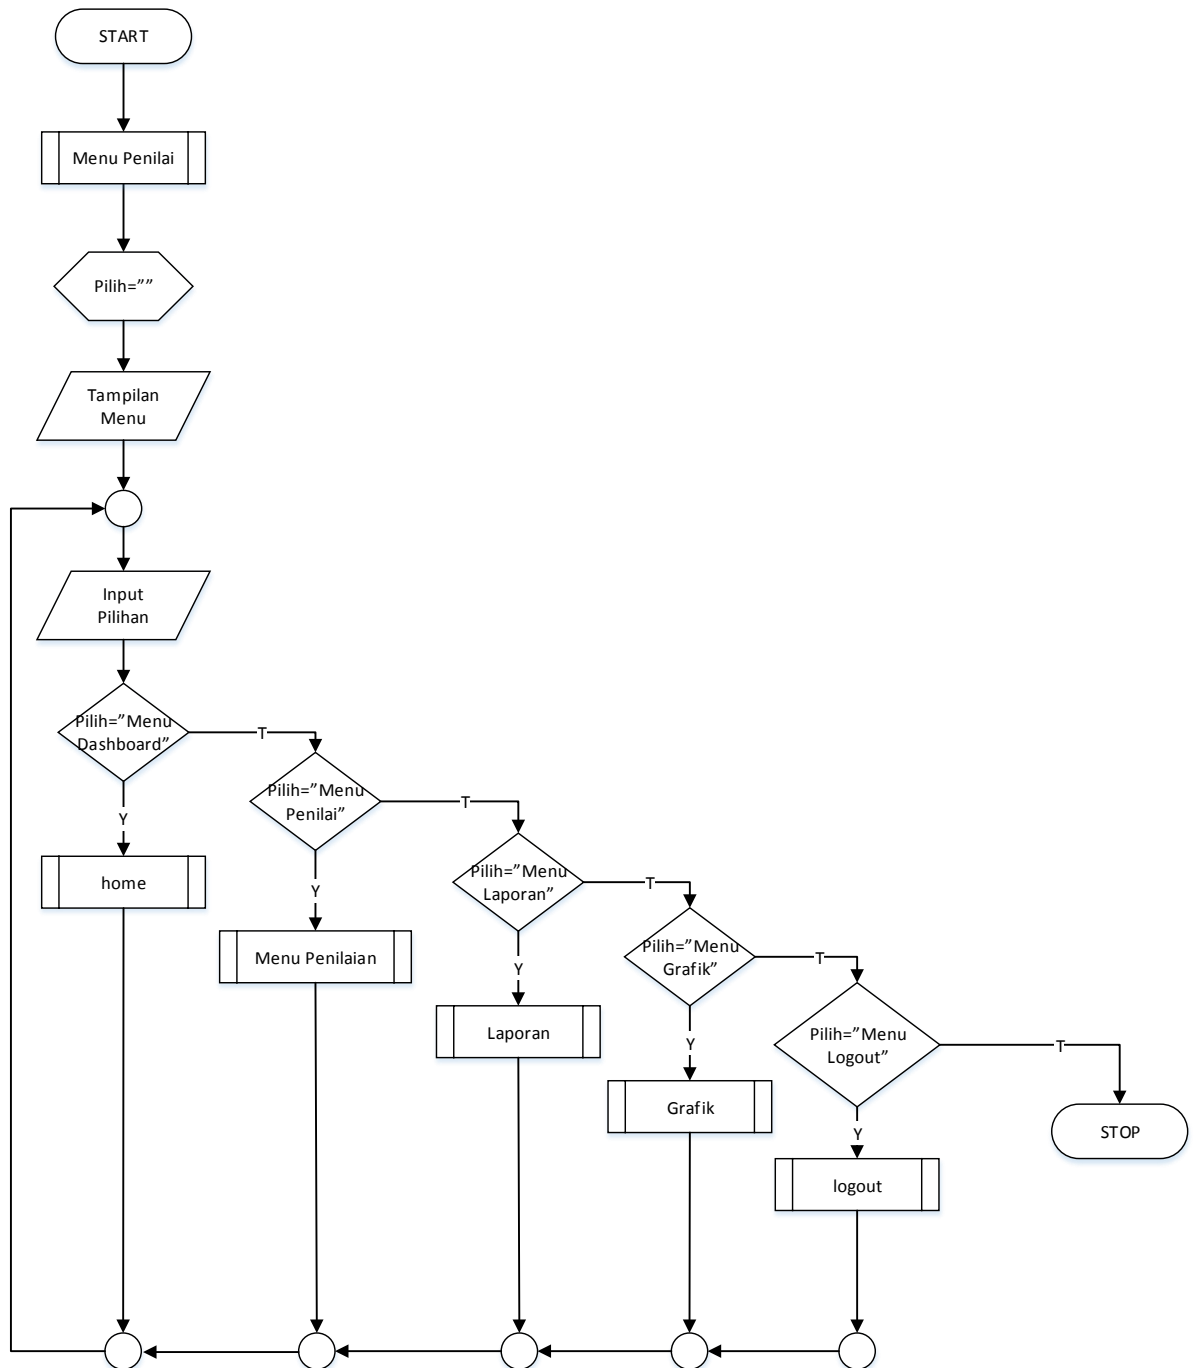 START
Menu Penilai
Pilih=””
Tampilan
Menu
Input
Pilihan
Pilih=”Menu
Dashboard”
T
Y
home
Pilih=”Menu
Penilai”
T
Y
Menu Penilaian
Pilih=”Menu
Laporan”
T
Y
Laporan
Pilih=”Menu
Grafik”
T
Y
Grafik
Pilih=”Menu
Logout”
T
Y
logout
STOP